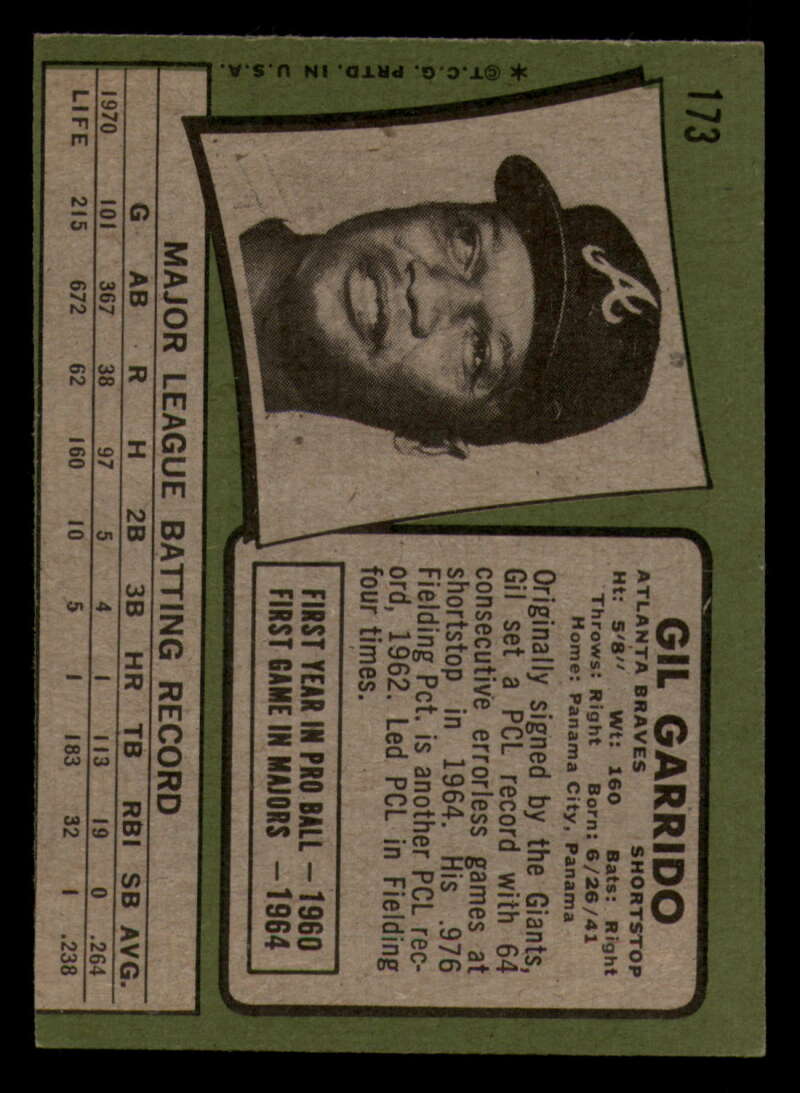 173
GIL GARRIDO
ATLANTA BRAVES SHORTSTOP
Ht: 5'8" Wt: 160 Bats: Right
Throws: Right Born: 6/26/41
Home: Panama City, Panama
Originally signed by the Giants,
Gil set a PCL record with 64
consecutive errorless games at
shortstop in 1964. His .976
Fielding Pct. is another PCL rec-
ord, 1962. Led PCL in Fielding
four times.
FIRST YEAR IN PRO BALL — 1960
FIRST GAME IN MAJORS — 1964
A
MAJOR LEAGUE BATTING RECORD
G AB R H 2B 3B HR TB RBI SB AVG.
1970 101 367 38 97 5 4 1 113 19 0 .264
LIFE 215 672 62 160 10 5 1 183 32 1 .238
*©T.C.G. PRTD. IN U.S.A.